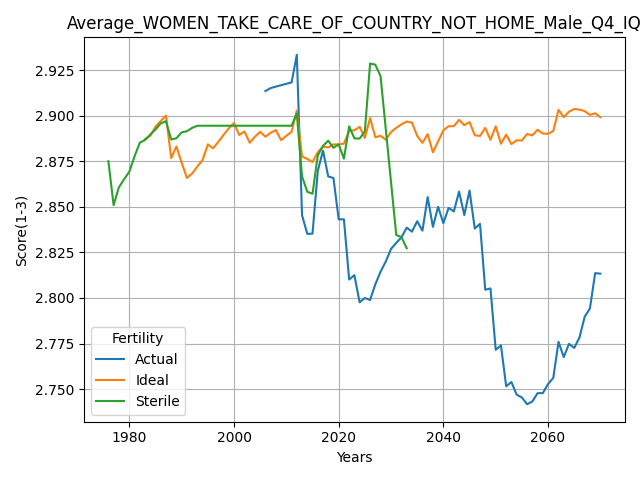 Average_WOMEN_TAKE_CARE_OF_COUNTRY_NOT_HOME_Male_Q4_IQ
Score(1-3)
2.925
2.900
2.875
2.850
2.825
2.800
2.775
2.750
Fertility
Actual
Ideal
Sterile
1980
2000
2020
2040
2060
Years